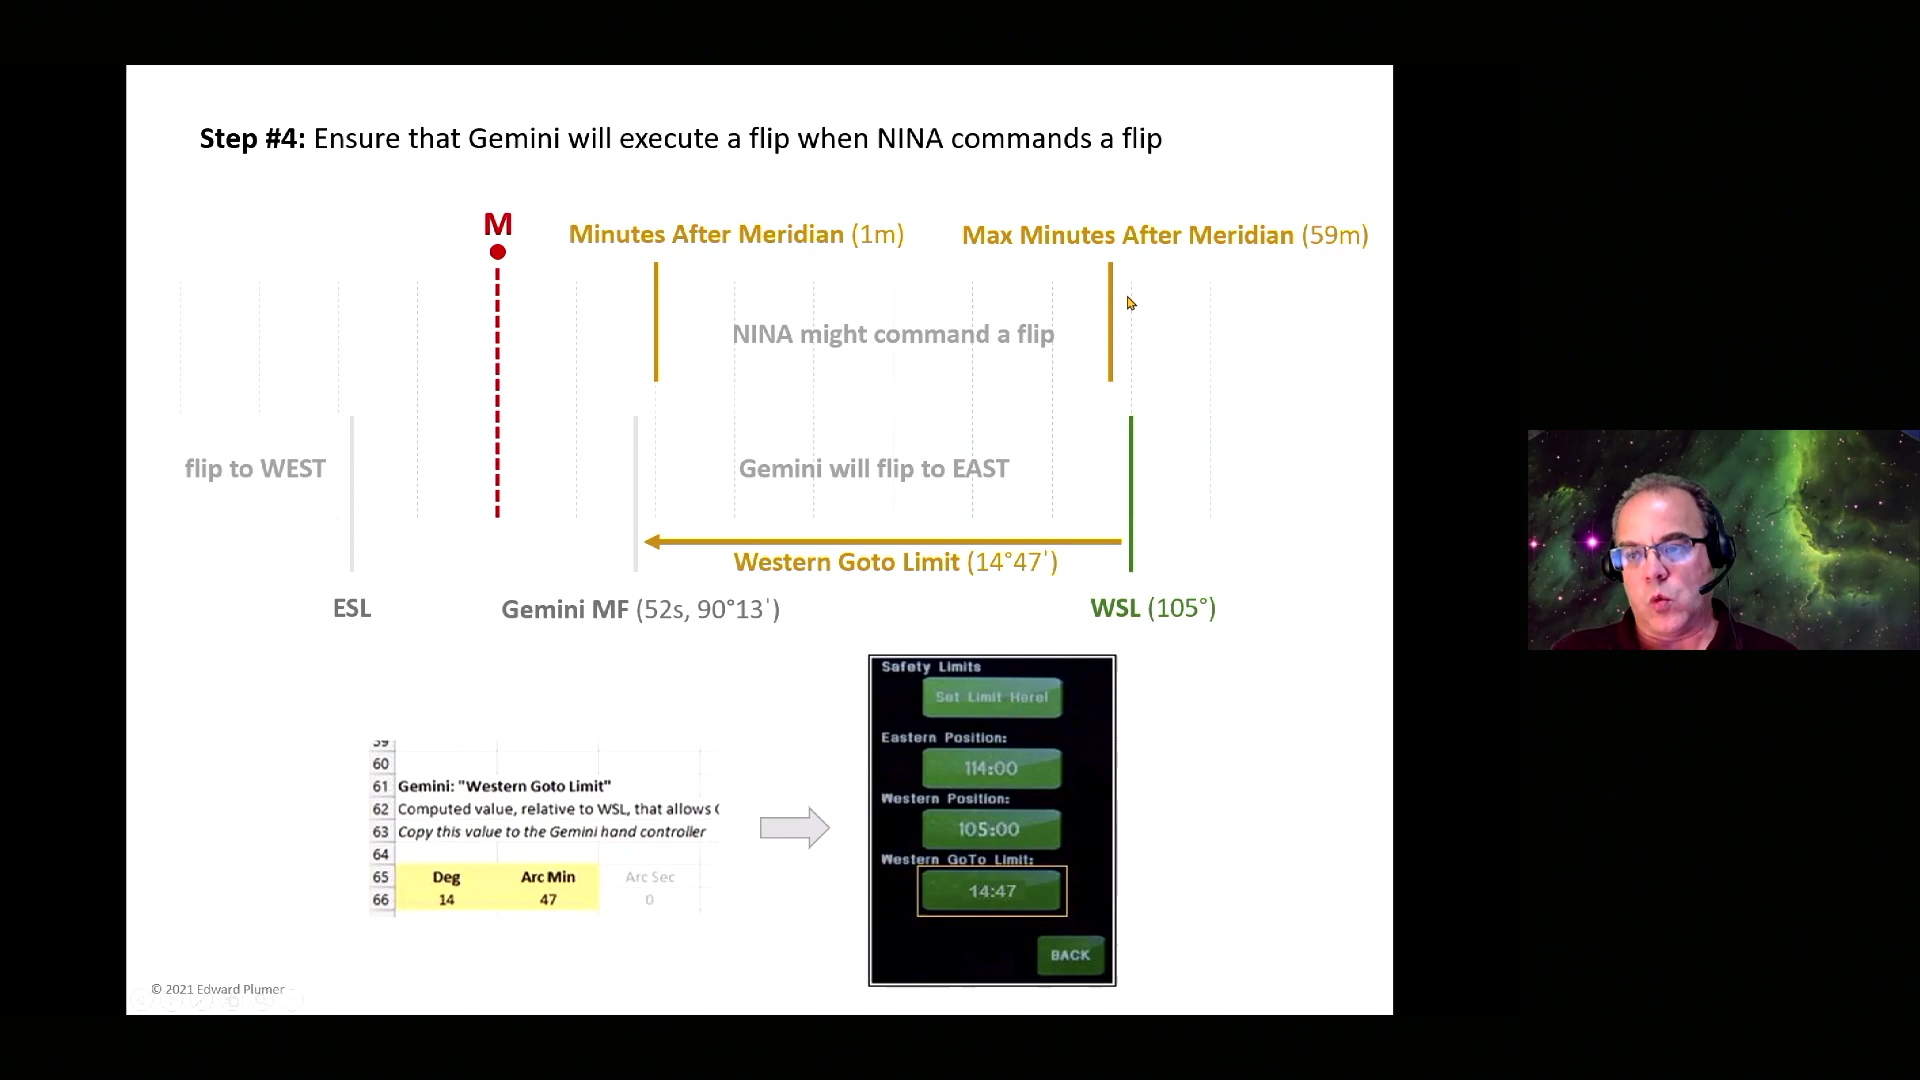 Step #4: Ensure that Gemini will execute a flip when NINA commands a flip
M
Minutes After Meridian (1m)
Max Minutes After Meridian (59m)
NINA might command a flip
flip to WEST
Gemini will flip to EAST
Western Goto Limit (14°47')
ESL
Gemini MF (52s, 90°13')
WSL (105°)
Safety Limits
Set Limit Here!
Eastern Position:
114:00
Western Position:
105:00
Western GoTo Limit:
14:47
BACK
59
60
61 Gemini: "Western Goto Limit"
62 Computed value, relative to WSL, that allows
63 Copy this value to the Gemini hand controller
64
65 Deg Arc Min Arc Sec
66 14 47 0
© 2021 Edward Plumer